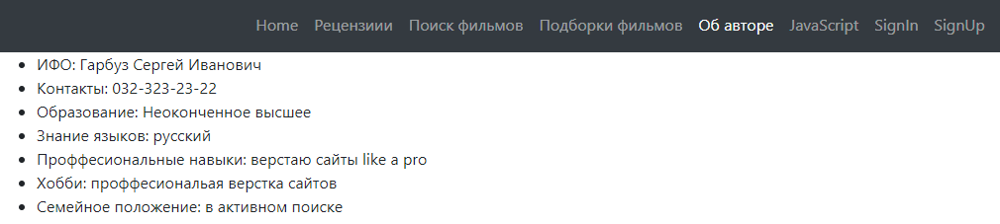 Home Рецензиии Поиск фильмов Подборки фильмов Об авторе JavaScript SignIn SignUp
ИФО: Гарбуз Сергей Иванович
Контакты: 032-323-23-22
Образование: Неоконченное высшее
Знание языков: русский
Проффесиональные навыки: верстаю сайты like a pro
Хобби: проффесиональая верстка сайтов
Семейное положение: в активном поиске